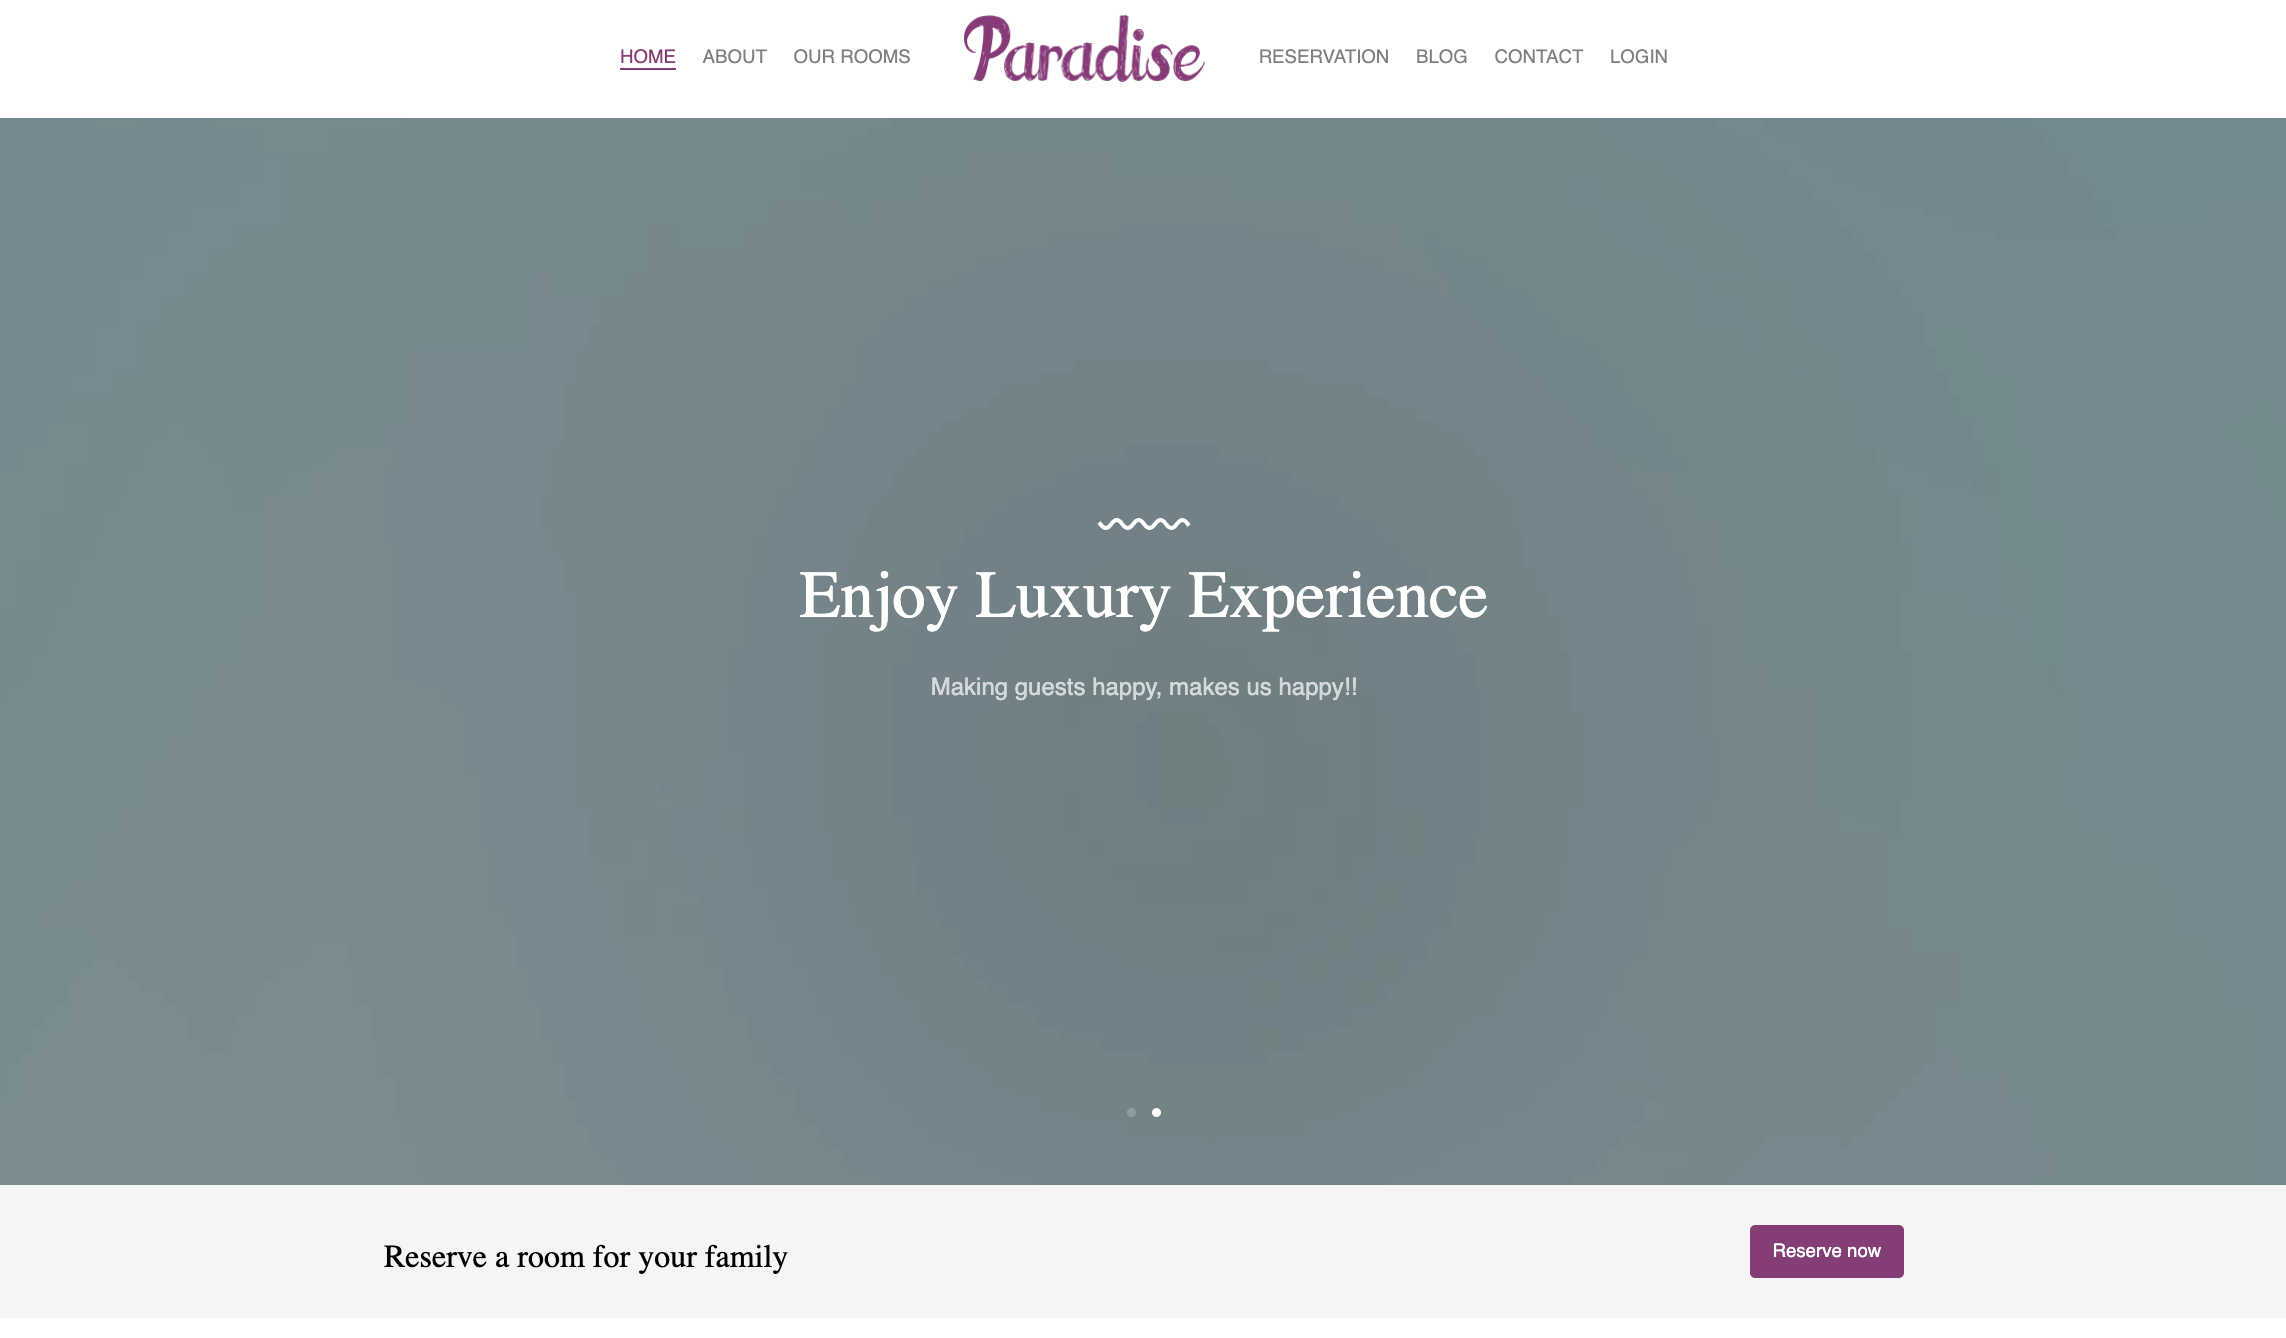 HOME ABOUT OUR ROOMS Paradise RESERVATION BLOG CONTACT LOGIN
Enjoy Luxury Experience
Making guests happy, makes us happy!!
Reserve a room for your family
Reserve now